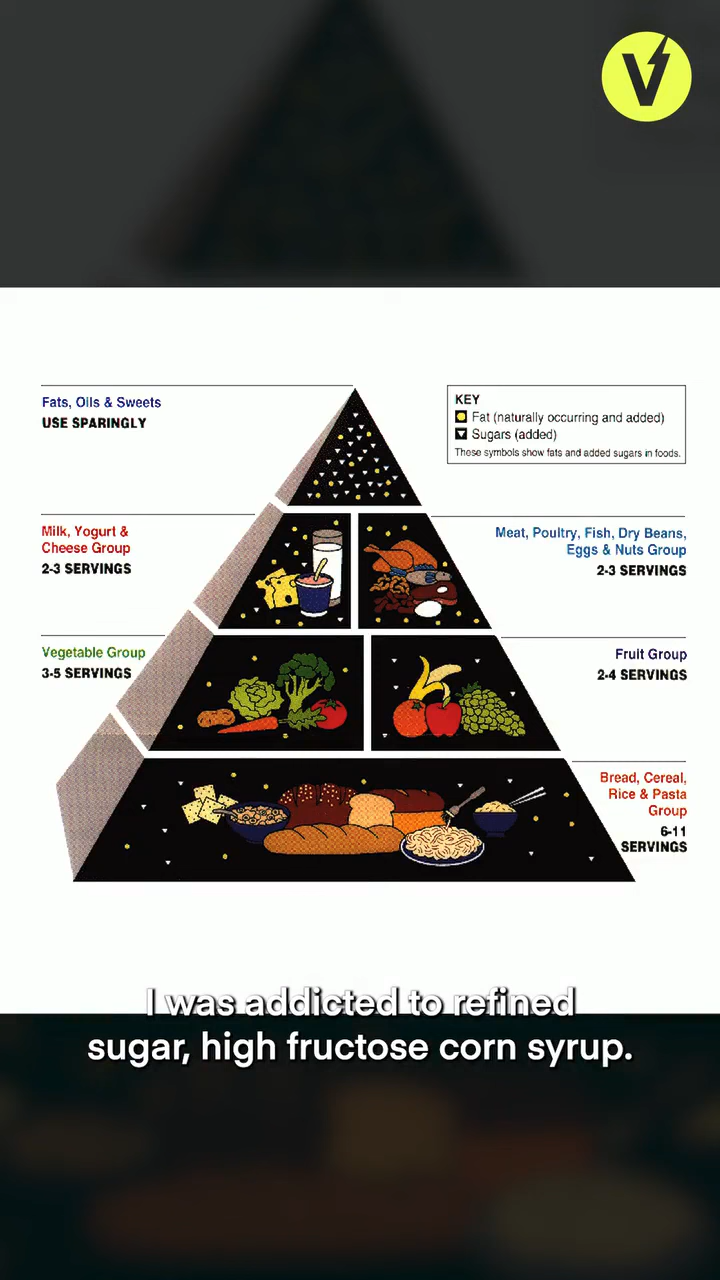 V
Fats, Oils & Sweets
USE SPARINGLY
KEY
Fat (naturally occurring and added)
Sugars (added)
These symbols show fats and added sugars in foods.
Milk, Yogurt &
Cheese Group
2-3 SERVINGS
Meat, Poultry, Fish, Dry Beans,
Eggs & Nuts Group
2-3 SERVINGS
Vegetable Group
3-5 SERVINGS
Fruit Group
2-4 SERVINGS
Bread, Cereal,
Rice & Pasta
Group
6-11
SERVINGS
I was addicted to refined
sugar, high fructose corn syrup.